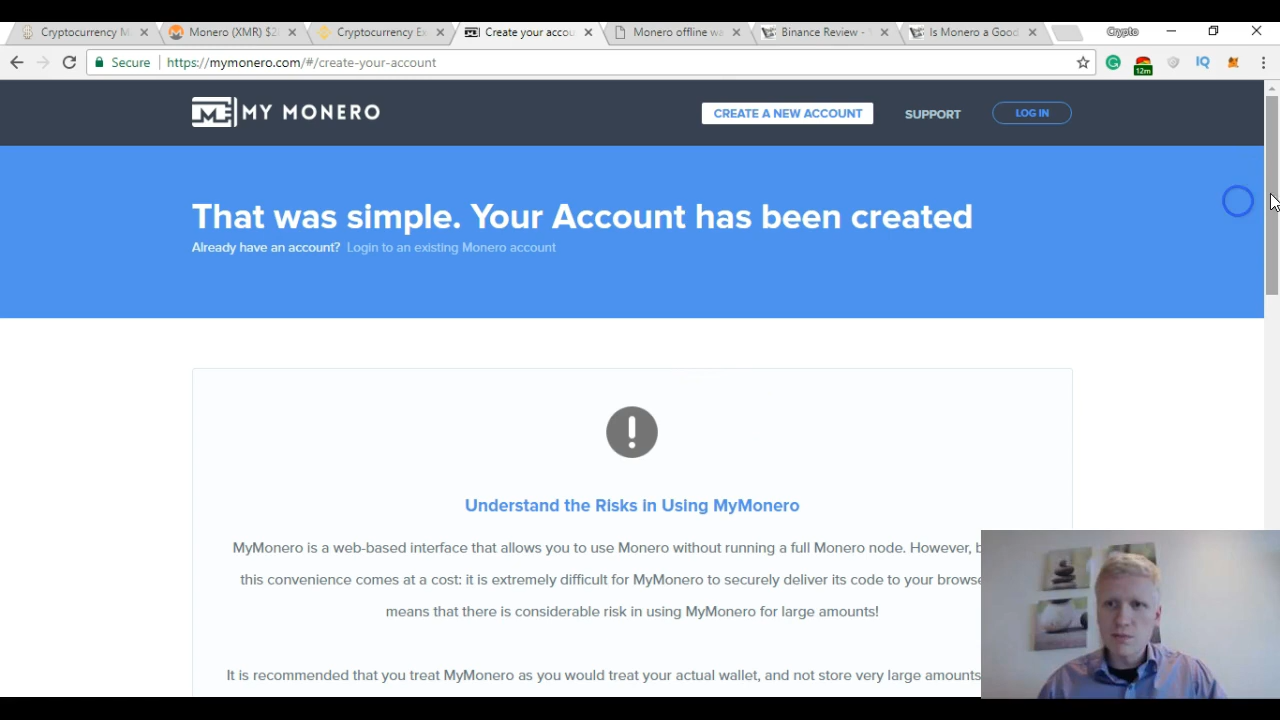 Cryptocurrency M
Monero (XMR) $2
Cryptocurrency E
Create your accou
Monero offline wa
Binance Review -
Is Monero a Good
Crypto
Secure
https://mymonero.com/#/create-your-account
12m
IQ
MY MONERO
CREATE A NEW ACCOUNT
SUPPORT
LOG IN
That was simple. Your Account has been created
Already have an account? Login to an existing Monero account
Understand the Risks in Using MyMonero
MyMonero is a web-based interface that allows you to use Monero without running a full Monero node. However,
this convenience comes at a cost: it is extremely difficult for MyMonero to securely deliver its code to your browse
means that there is considerable risk in using MyMonero for large amounts!
It is recommended that you treat MyMonero as you would treat your actual wallet, and not store very large amounts